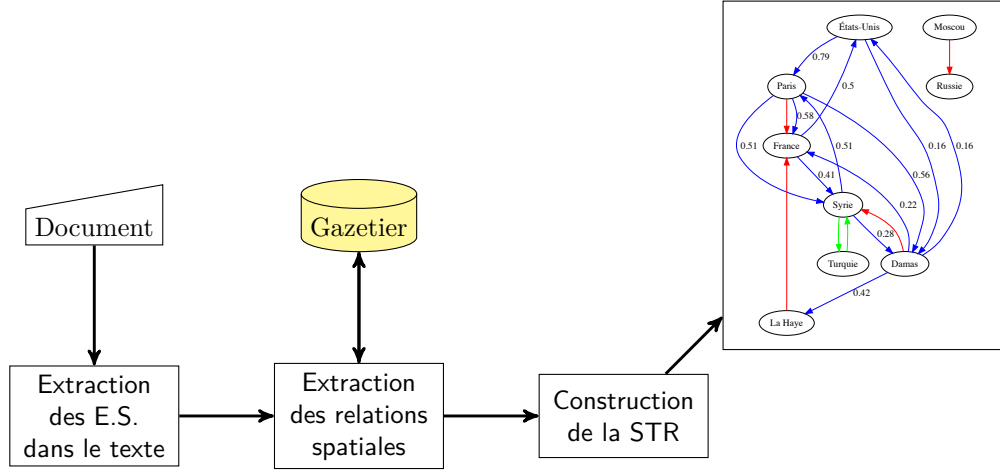 États-Unis
Moscou
0.79
Paris
0.5
Russie
0.58
France
0.51
0.51
0.16
0.16
0.41
0.56
Syrie
0.22
0.28
Turquie
Damas
0.42
La Haye
Document
Gazetier
Extraction
des E.S.
dans le texte
Extraction
des relations
spatiales
Construction
de la STR